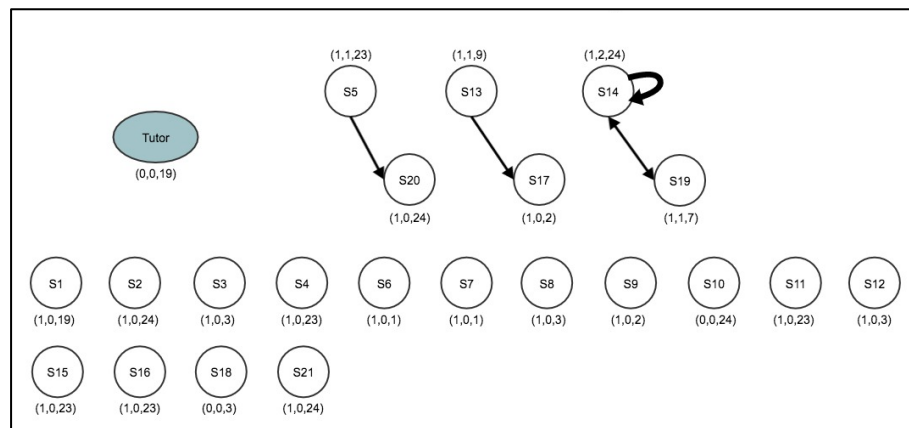 (1,1,23) (1,1,9) (1,2,24)
S5 S13 S14
Tutor
(0,0,19)
S20 S17 S19
(1,0,24) (1,0,2) (1,1,7)
S1 S2 S3 S4 S6 S7 S8 S9 S10 S11 S12
(1,0,19) (1,0,24) (1,0,3) (1,0,23) (1,0,1) (1,0,1) (1,0,3) (1,0,2) (0,0,24) (1,0,23) (1,0,3)
S15 S16 S18 S21
(1,0,23) (1,0,23) (0,0,3) (1,0,24)